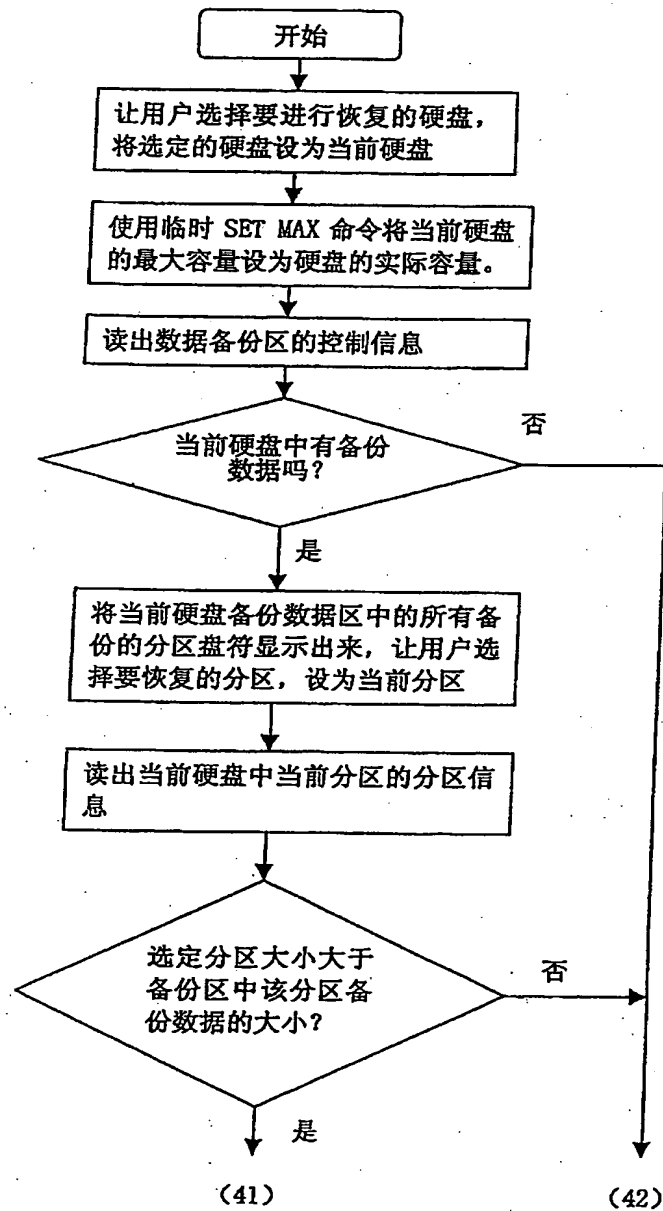 开始
让用户选择要进行恢复的硬盘，
将选定的硬盘设为当前硬盘
使用临时 SET MAX 命令将当前硬盘
的最大容量设为硬盘的实际容量。
读出数据备份区的控制信息
当前硬盘中有备份
数据吗？
否
是
将当前硬盘备份数据区中的所有备
份的分区盘符显示出来，让用户选
择要恢复的分区，设为当前分区
读出当前硬盘中当前分区的分区信
息
选定分区大小大于
备份区中该分区备
份数据的大小？
否
是
(41)
(42)